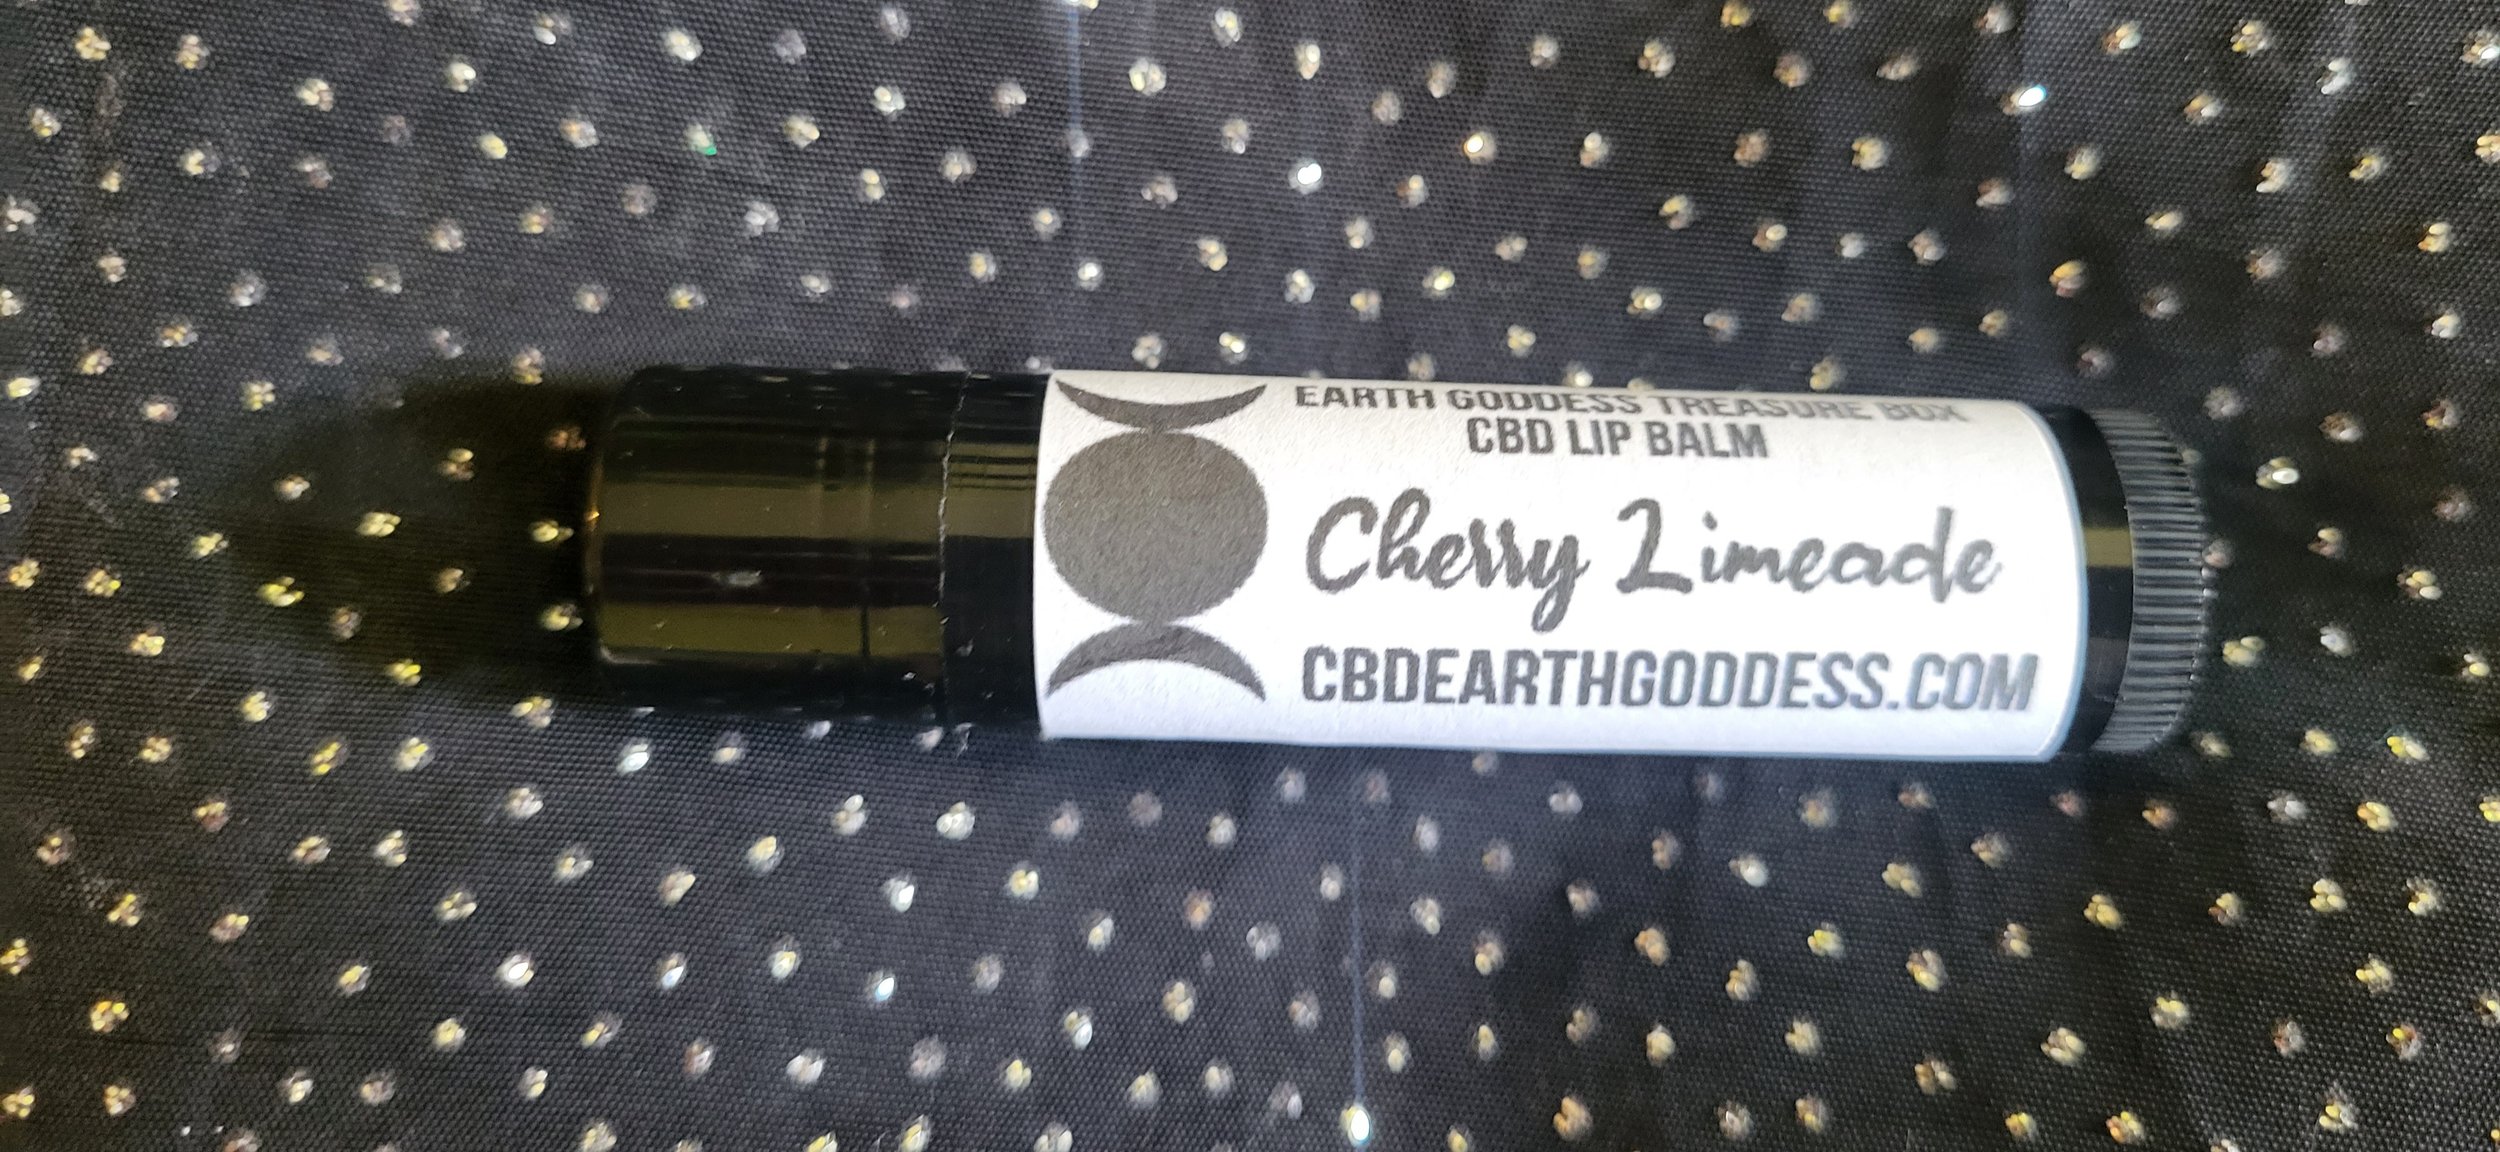 EARTH GODDESS TREASURE BOX
CBD LIP BALM
Cherry Limeade
CBDEARTHGODDESS.COM